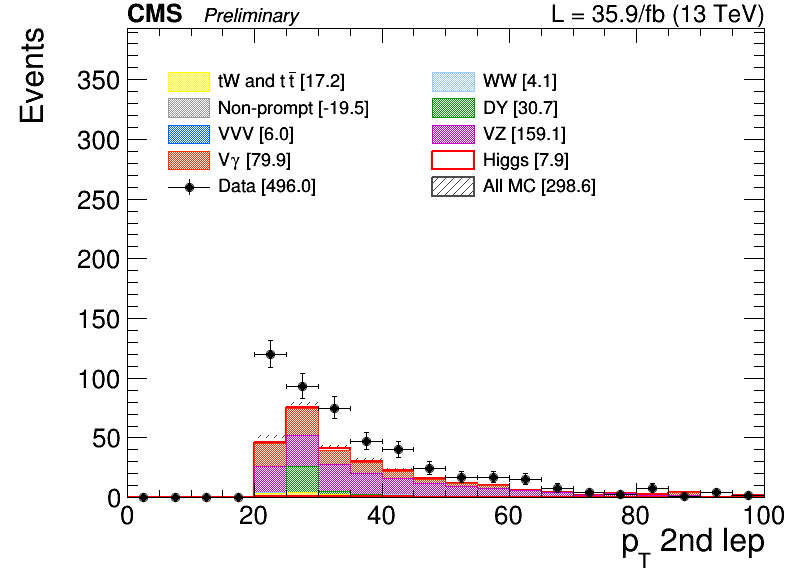 CMS Preliminary L = 35.9/fb (13 TeV)
Events
350
300
250
200
150
100
50
0
tW and t t̄ [17.2]
Non-prompt [-19.5]
VVV [6.0]
Vγ [79.9]
Data [496.0]
WW [4.1]
DY [30.7]
VZ [159.1]
Higgs [7.9]
All MC [298.6]
0 20 40 60 80 100
p_T 2nd lep